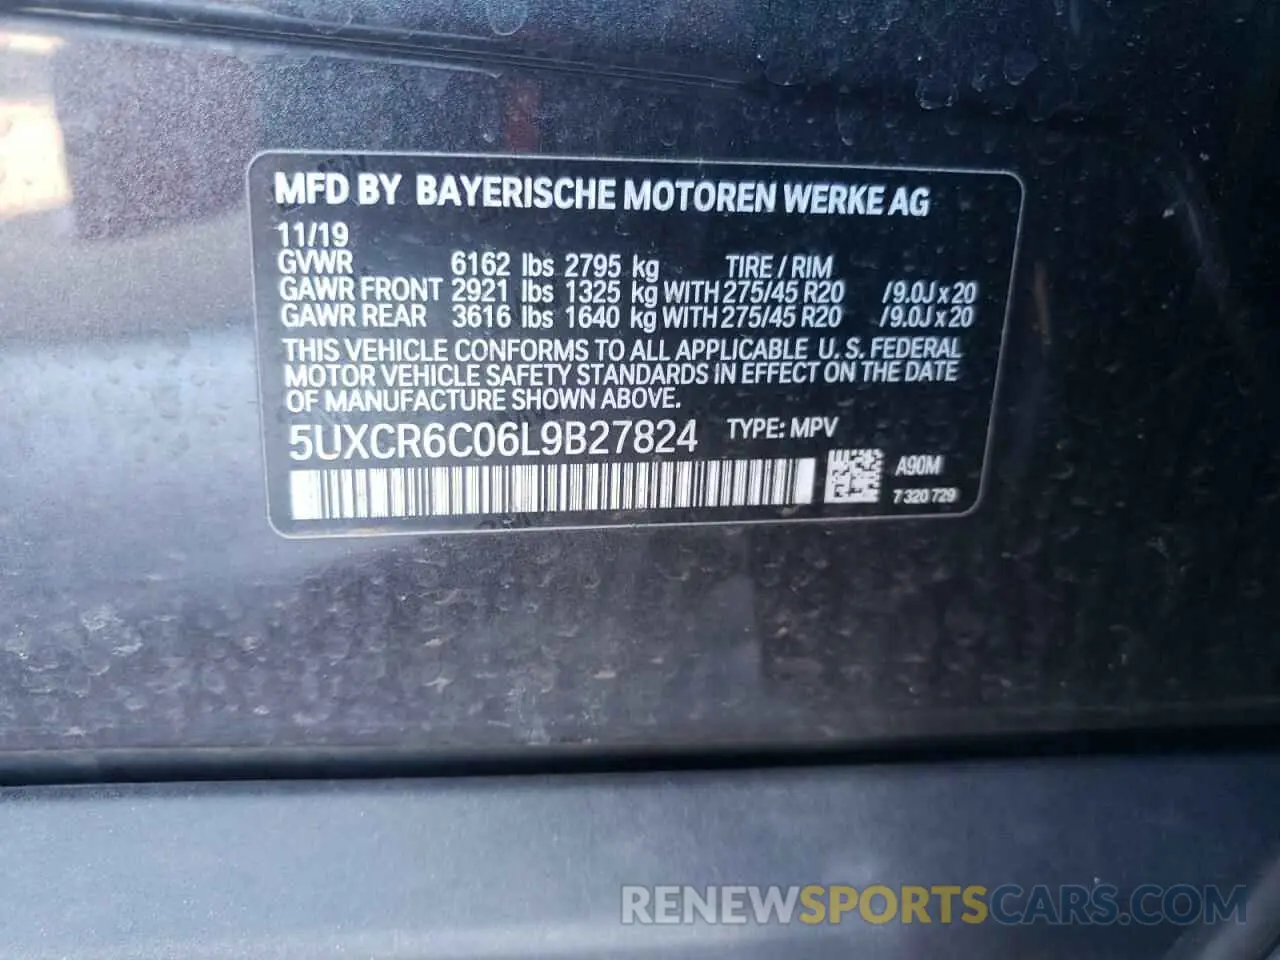 MFD BY BAYERISCHE MOTOREN WERKE AG
11/19
GVWR 6162 lbs 2795 kg TIRE / RIM
GAWR FRONT 2921 lbs 1325 kg WITH 275/45 R20 /9.0J x 20
GAWR REAR 3616 lbs 1640 kg WITH 275/45 R20 /9.0J x 20
THIS VEHICLE CONFORMS TO ALL APPLICABLE U.S. FEDERAL
MOTOR VEHICLE SAFETY STANDARDS IN EFFECT ON THE DATE
OF MANUFACTURE SHOWN ABOVE.
5UXCR6C06L9B27824 TYPE: MPV
A90M
7 320 729
RENEWSPORTSCARS.COM